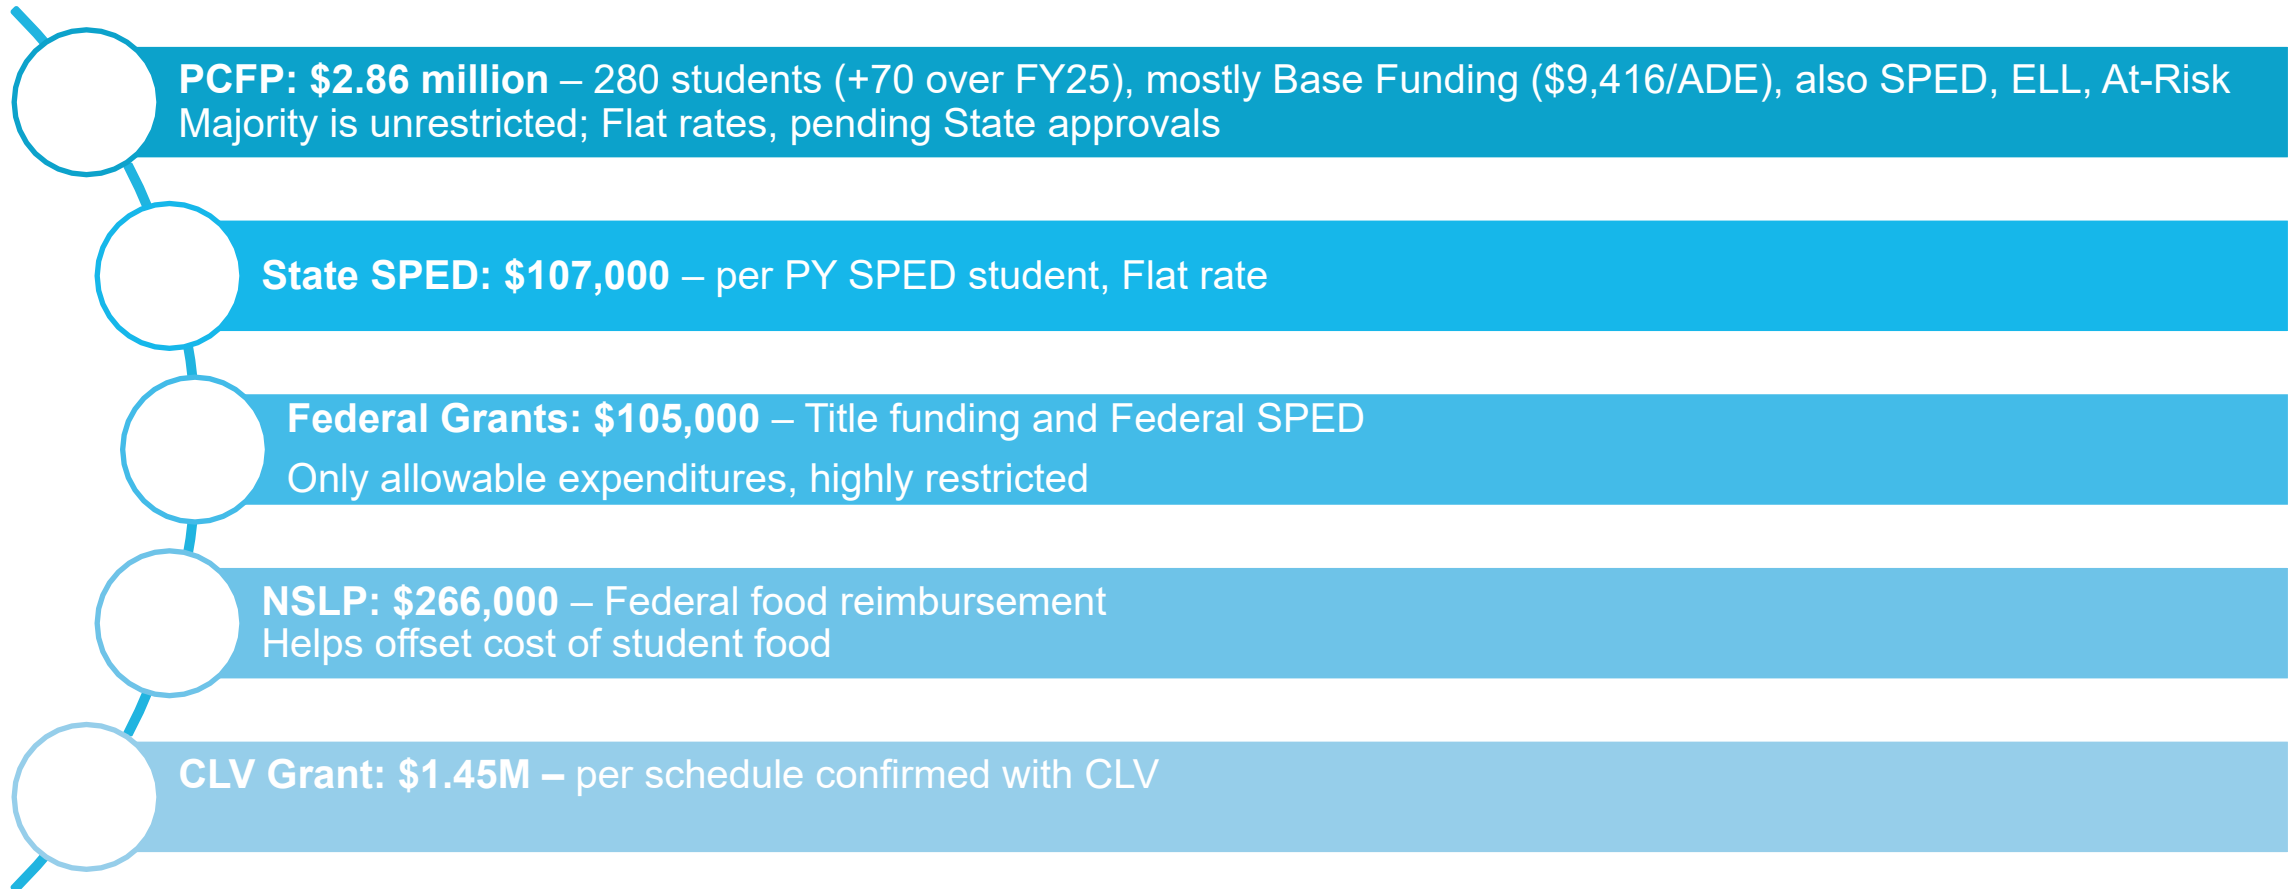 PCFP: $2.86 million – 280 students (+70 over FY25), mostly Base Funding ($9,416/ADE), also SPED, ELL, At-Risk
Majority is unrestricted; Flat rates, pending State approvals
State SPED: $107,000 – per PY SPED student, Flat rate
Federal Grants: $105,000 – Title funding and Federal SPED
Only allowable expenditures, highly restricted
NSLP: $266,000 – Federal food reimbursement
Helps offset cost of student food
CLV Grant: $1.45M – per schedule confirmed with CLV